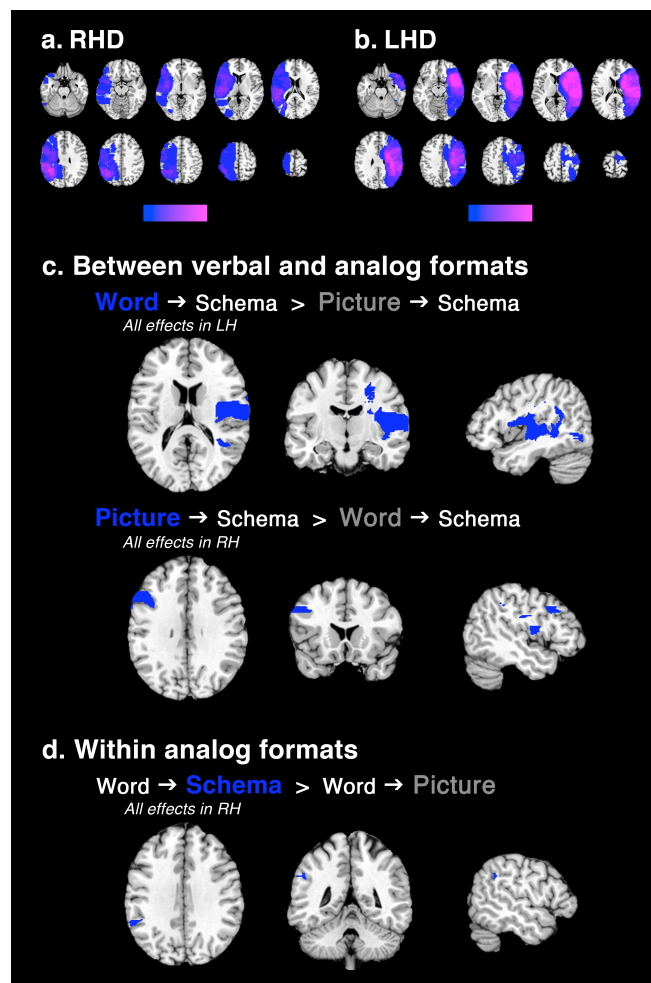 a. RHD
b. LHD
c. Between verbal and analog formats
Word → Schema > Picture → Schema
All effects in LH
Picture → Schema > Word → Schema
All effects in RH
d. Within analog formats
Word → Schema > Word → Picture
All effects in RH